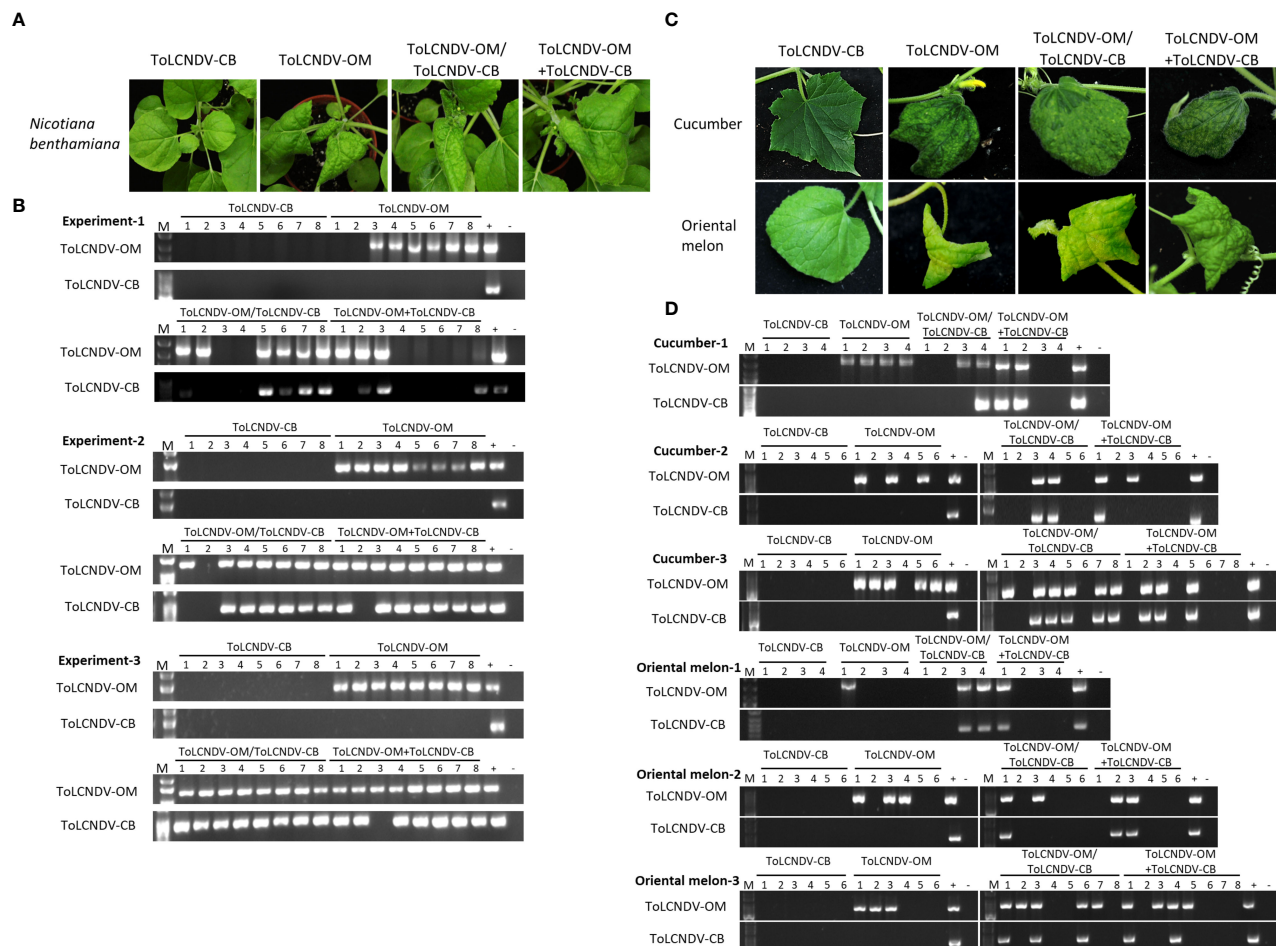 A
ToLCNDV-CB
ToLCNDV-OM
ToLCNDV-OM/
ToLCNDV-CB
ToLCNDV-OM
+ToLCNDV-CB
Nicotiana
benthamiana
B
Experiment-1
ToLCNDV-CB ToLCNDV-OM
M 1 2 3 4 5 6 7 8 1 2 3 4 5 6 7 8 + -
ToLCNDV-OM
ToLCNDV-CB
ToLCNDV-OM/ToLCNDV-CB ToLCNDV-OM+ToLCNDV-CB
M 1 2 3 4 5 6 7 8 1 2 3 4 5 6 7 8 + -
ToLCNDV-OM
ToLCNDV-CB
Experiment-2
ToLCNDV-CB ToLCNDV-OM
M 1 2 3 4 5 6 7 8 1 2 3 4 5 6 7 8 + -
ToLCNDV-OM
ToLCNDV-CB
ToLCNDV-OM/ToLCNDV-CB ToLCNDV-OM+ToLCNDV-CB
M 1 2 3 4 5 6 7 8 1 2 3 4 5 6 7 8 + -
ToLCNDV-OM
ToLCNDV-CB
Experiment-3
ToLCNDV-CB ToLCNDV-OM
M 1 2 3 4 5 6 7 8 1 2 3 4 5 6 7 8 + -
ToLCNDV-OM
ToLCNDV-CB
ToLCNDV-OM/ToLCNDV-CB ToLCNDV-OM+ToLCNDV-CB
M 1 2 3 4 5 6 7 8 1 2 3 4 5 6 7 8 + -
ToLCNDV-OM
ToLCNDV-CB
C
ToLCNDV-CB
ToLCNDV-OM
ToLCNDV-OM/
ToLCNDV-CB
ToLCNDV-OM
+ToLCNDV-CB
Cucumber
Oriental
melon
D
Cucumber-1
ToLCNDV-CB ToLCNDV-OM
ToLCNDV-OM/
ToLCNDV-CB
ToLCNDV-OM
+ToLCNDV-CB
M 1 2 3 4 1 2 3 4 1 2 3 4 1 2 3 4 + -
ToLCNDV-OM
ToLCNDV-CB
Cucumber-2
ToLCNDV-CB ToLCNDV-OM
ToLCNDV-OM/
ToLCNDV-CB
ToLCNDV-OM
+ToLCNDV-CB
M 1 2 3 4 5 6 1 2 3 4 5 6 + - M 1 2 3 4 5 6 1 2 3 4 5 6 + -
ToLCNDV-OM
ToLCNDV-CB
Cucumber-3
ToLCNDV-CB ToLCNDV-OM
ToLCNDV-OM/
ToLCNDV-CB
ToLCNDV-OM
+ToLCNDV-CB
M 1 2 3 4 5 6 1 2 3 4 5 6 + - M 1 2 3 4 5 6 7 8 1 2 3 4 5 6 7 8 + -
ToLCNDV-OM
ToLCNDV-CB
Oriental melon-1
ToLCNDV-CB ToLCNDV-OM
ToLCNDV-OM/
ToLCNDV-CB
ToLCNDV-OM
+ToLCNDV-CB
M 1 2 3 4 1 2 3 4 1 2 3 4 1 2 3 4 + -
ToLCNDV-OM
ToLCNDV-CB
Oriental melon-2
ToLCNDV-CB ToLCNDV-OM
ToLCNDV-OM/
ToLCNDV-CB
ToLCNDV-OM
+ToLCNDV-CB
M 1 2 3 4 5 6 1 2 3 4 5 6 + - M 1 2 3 4 5 6 1 2 3 4 5 6 + -
ToLCNDV-OM
ToLCNDV-CB
Oriental melon-3
ToLCNDV-CB ToLCNDV-OM
ToLCNDV-OM/
ToLCNDV-CB
ToLCNDV-OM
+ToLCNDV-CB
M 1 2 3 4 5 6 1 2 3 4 5 6 + - M 1 2 3 4 5 6 7 8 1 2 3 4 5 6 7 8 + -
ToLCNDV-OM
ToLCNDV-CB